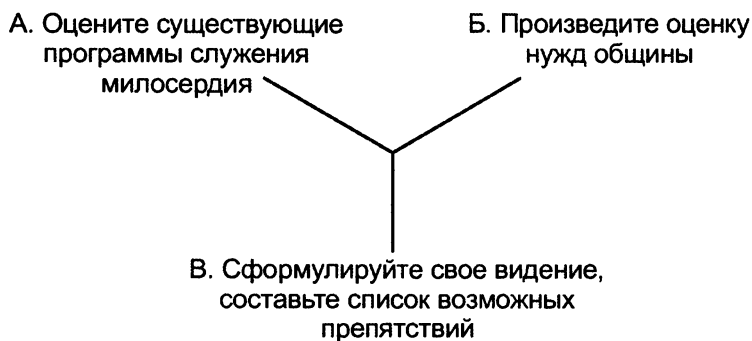 А. Оцените существующие
программы служения
милосердия
Б. Произведите оценку
нужд общины
В. Сформулируйте свое видение,
составьте список возможных
препятствий